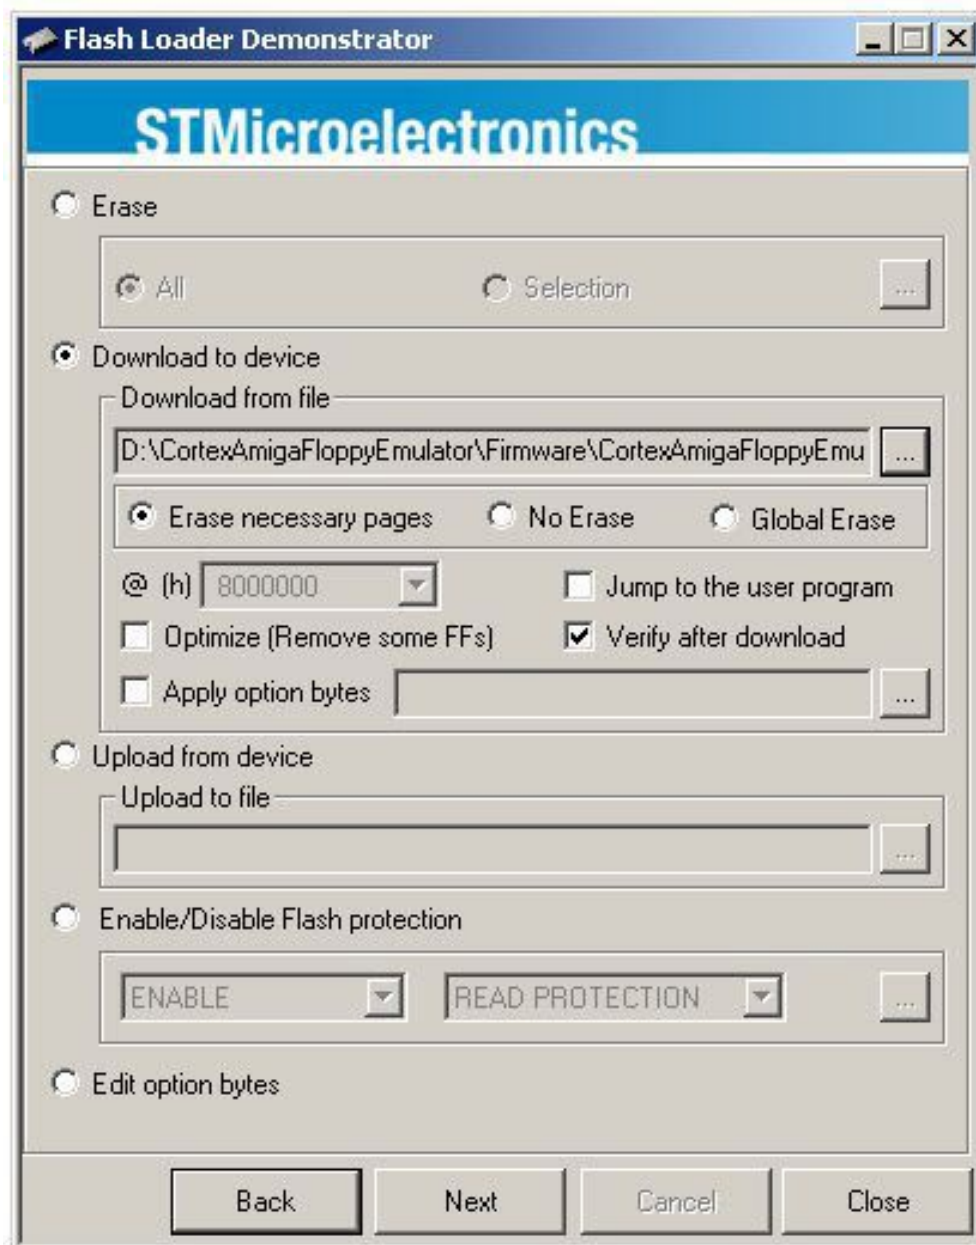 Flash Loader Demonstrator
STMicroelectronics
Erase
All Selection ...
Download to device
Download from file
D:\CortexAmigaFloppyEmulator\Firmware\CortexAmigaFloppyEmu ...
Erase necessary pages No Erase Global Erase
@ (h) 8000000 Jump to the user program
Optimize (Remove some FFs) Verify after download
Apply option bytes ...
Upload from device
Upload to file
...
Enable/Disable Flash protection
ENABLE READ PROTECTION ...
Edit option bytes
Back Next Cancel Close